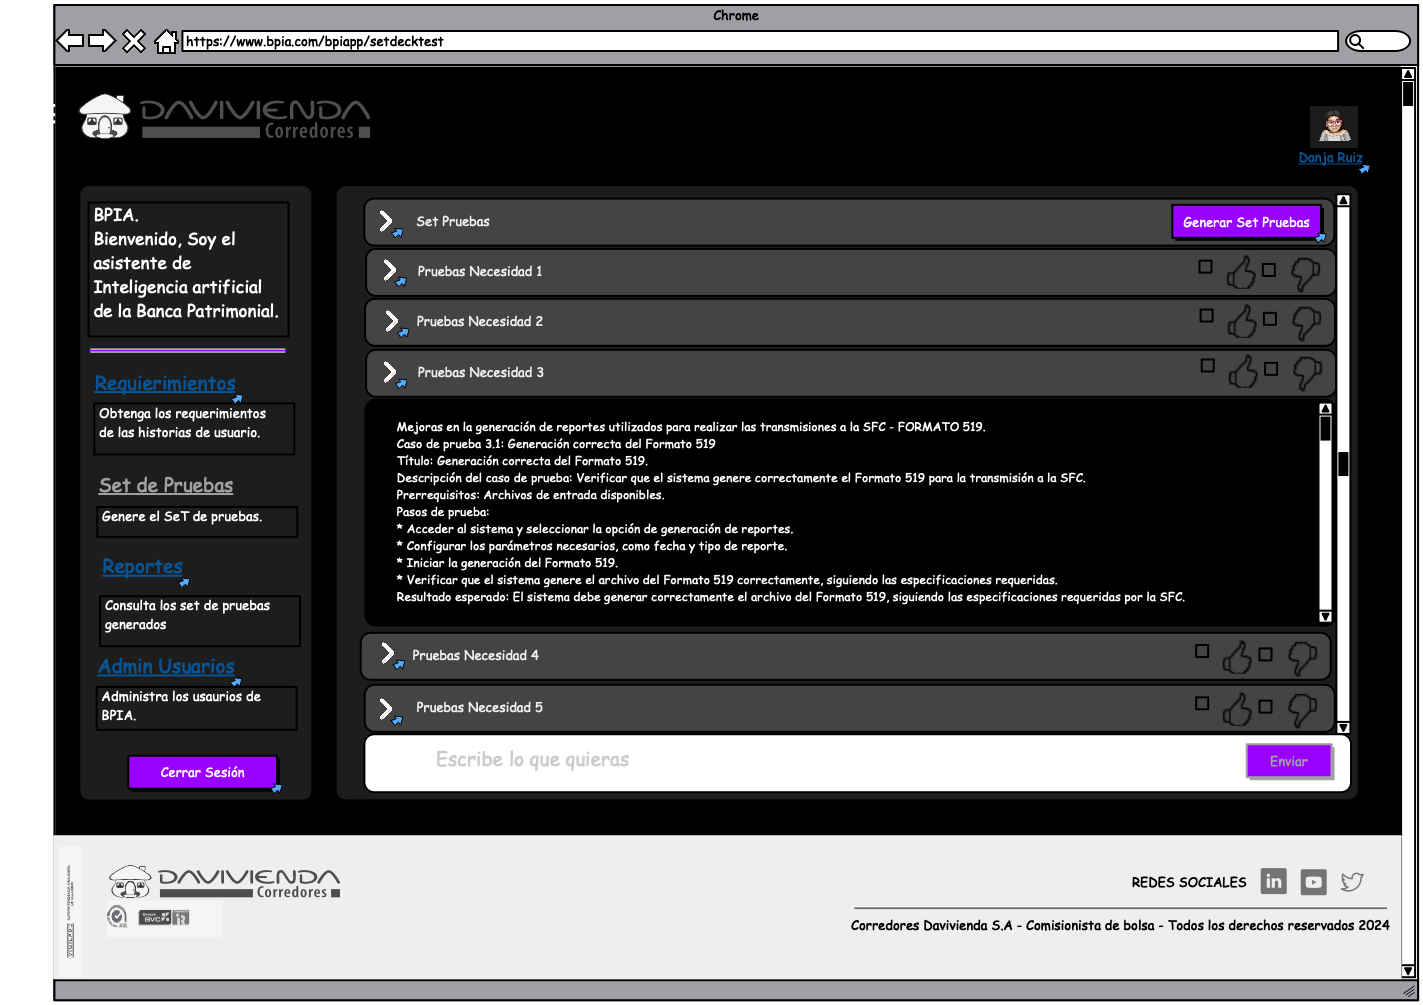 Chrome
https://www.bpia.com/bpiapp/setdecktest
DAVIVIENDA
Corredores
Danja Ruiz
BPIA.
Bienvenido, Soy el
asistente de
Inteligencia artificial
de la Banca Patrimonial.
Requierimientos
Obtenga los requerimientos
de las historias de usuario.
Set de Pruebas
Genere el SeT de pruebas.
Reportes
Consulta los set de pruebas
generados
Admin Usuarios
Administra los usaurios de
BPIA.
Cerrar Sesión
Set Pruebas
Generar Set Pruebas
Pruebas Necesidad 1
Pruebas Necesidad 2
Pruebas Necesidad 3
Mejoras en la generación de reportes utilizados para realizar las transmisiones a la SFC - FORMATO 519.
Caso de prueba 3.1: Generación correcta del Formato 519
Título: Generación correcta del Formato 519.
Descripción del caso de prueba: Verificar que el sistema genere correctamente el Formato 519 para la transmisión a la SFC.
Prerrequisitos: Archivos de entrada disponibles.
Pasos de prueba:
* Acceder al sistema y seleccionar la opción de generación de reportes.
* Configurar los parámetros necesarios, como fecha y tipo de reporte.
* Iniciar la generación del Formato 519.
* Verificar que el sistema genere el archivo del Formato 519 correctamente, siguiendo las especificaciones requeridas.
Resultado esperado: El sistema debe generar correctamente el archivo del Formato 519, siguiendo las especificaciones requeridas por la SFC.
Pruebas Necesidad 4
Pruebas Necesidad 5
Escribe lo que quieras
Enviar
DAVIVIENDA
Corredores
BVC
IR
VIGILADO
REDES SOCIALES
in
Corredores Davivienda S.A - Comisionista de bolsa - Todos los derechos reservados 2024